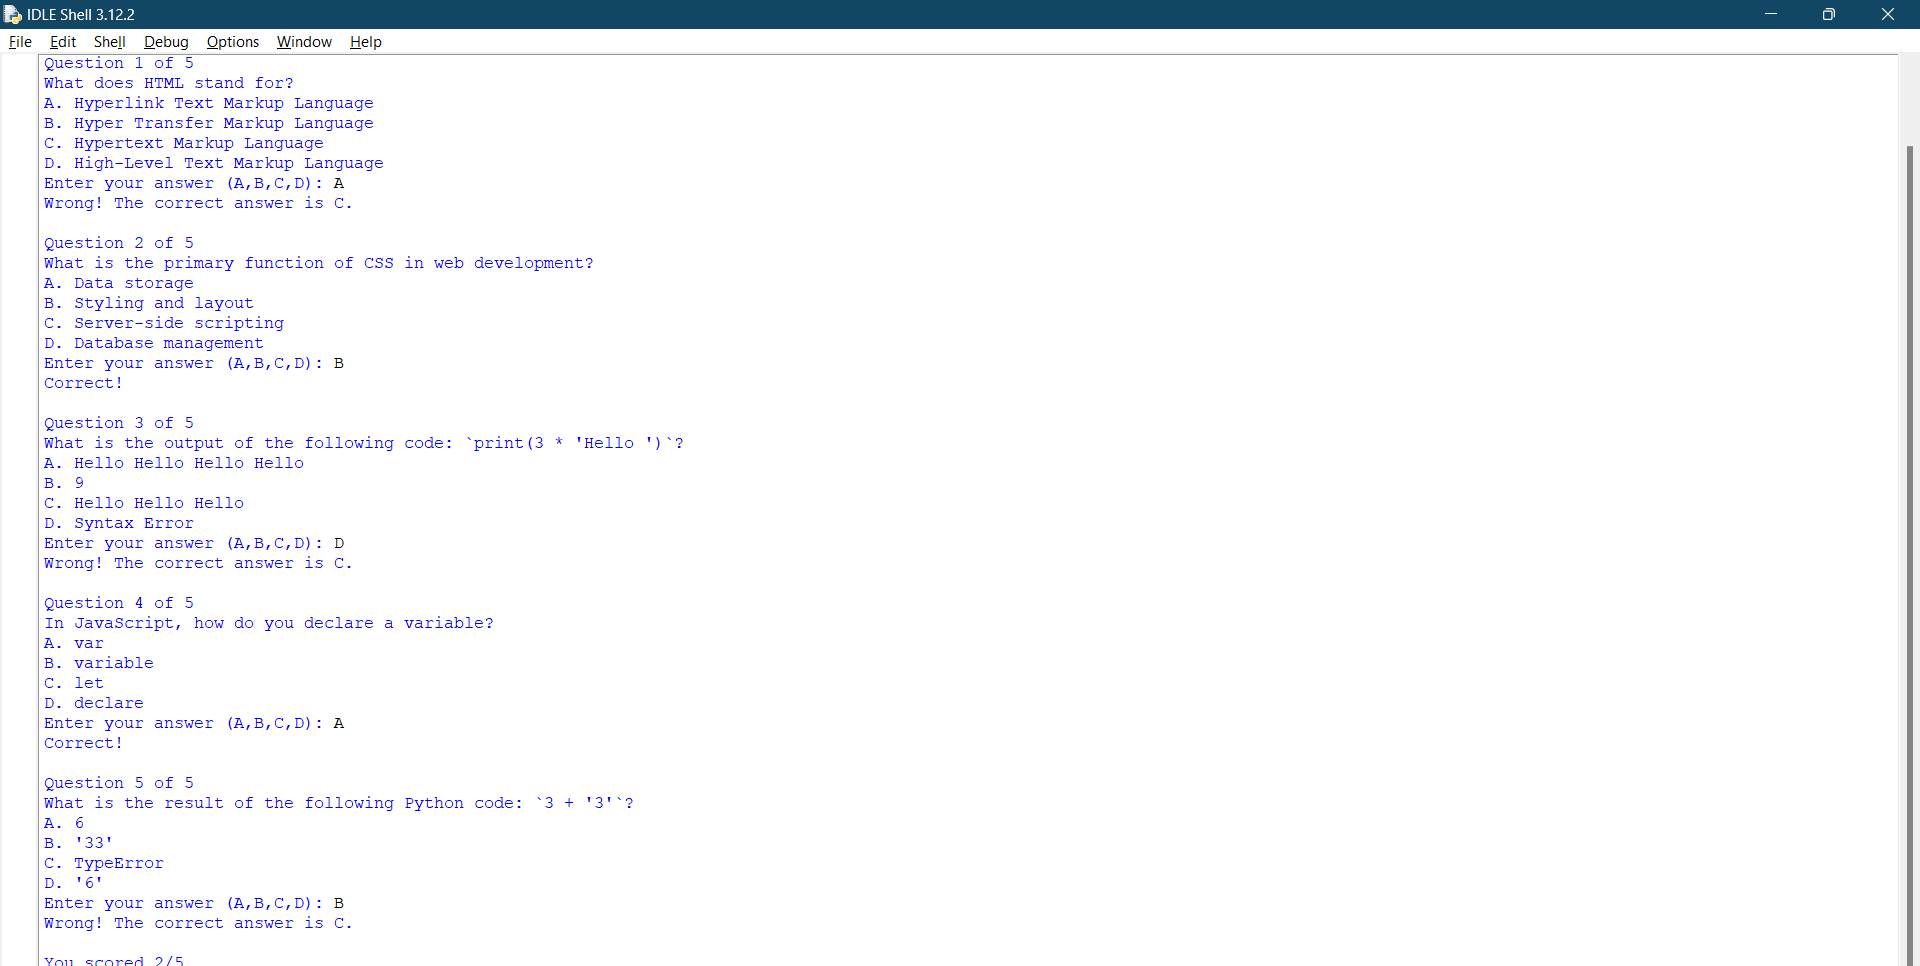 IDLE Shell 3.12.2
File Edit Shell Debug Options Window Help
Question 1 of 5
What does HTML stand for?
A. Hyperlink Text Markup Language
B. Hyper Transfer Markup Language
C. Hypertext Markup Language
D. High-Level Text Markup Language
Enter your answer (A,B,C,D): A
Wrong! The correct answer is C.
Question 2 of 5
What is the primary function of CSS in web development?
A. Data storage
B. Styling and layout
C. Server-side scripting
D. Database management
Enter your answer (A,B,C,D): B
Correct!
Question 3 of 5
What is the output of the following code: `print(3 * 'Hello ')`?
A. Hello Hello Hello Hello
B. 9
C. Hello Hello Hello
D. Syntax Error
Enter your answer (A,B,C,D): D
Wrong! The correct answer is C.
Question 4 of 5
In JavaScript, how do you declare a variable?
A. var
B. variable
C. let
D. declare
Enter your answer (A,B,C,D): A
Correct!
Question 5 of 5
What is the result of the following Python code: `3 + '3'`?
A. 6
B. '33'
C. TypeError
D. '6'
Enter your answer (A,B,C,D): B
Wrong! The correct answer is C.
You scored 2/5